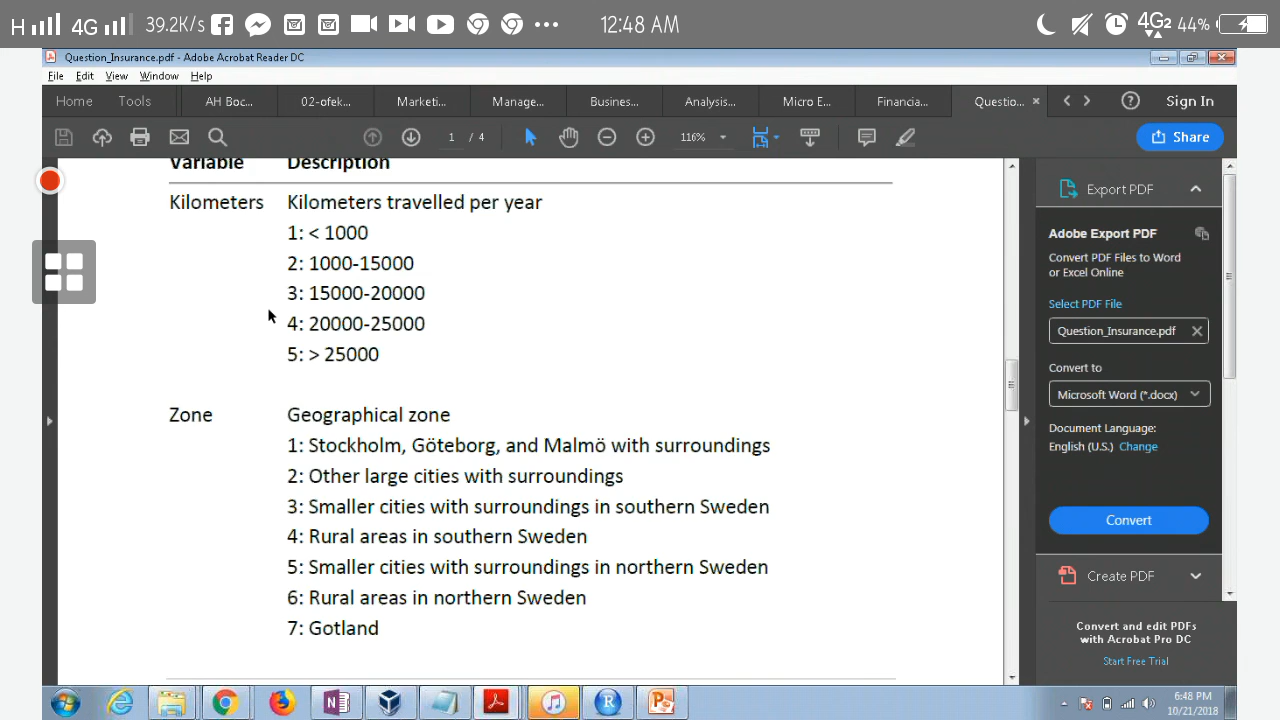 H 4G 39.2K/s 12:48 AM 4G2 44%
Question_Insurance.pdf - Adobe Acrobat Reader DC
File Edit View Window Help
Home Tools AH Boc... 02-ofek... Marketi... Manage... Busines... Analysis... Micro E... Financia... Questio... × Sign In
1 / 4 116% Share
Variable Description
Kilometers Kilometers travelled per year
1: < 1000
2: 1000-15000
3: 15000-20000
4: 20000-25000
5: > 25000
Zone Geographical zone
1: Stockholm, Göteborg, and Malmö with surroundings
2: Other large cities with surroundings
3: Smaller cities with surroundings in southern Sweden
4: Rural areas in southern Sweden
5: Smaller cities with surroundings in northern Sweden
6: Rural areas in northern Sweden
7: Gotland
Export PDF
Adobe Export PDF
Convert PDF Files to Word
or Excel Online
Select PDF File
Question_Insurance.pdf ×
Convert to
Microsoft Word (*.docx)
Document Language:
English (U.S.) Change
Convert
Create PDF
Convert and edit PDFs
with Acrobat Pro DC
Start Free Trial
6:48 PM
10/21/2018